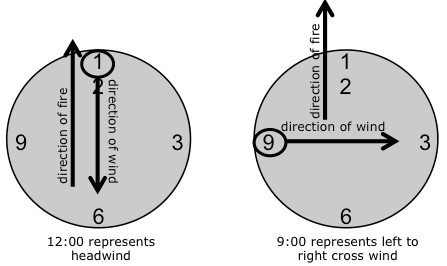 1
2
9
3
6
direction of fire
direction of wind
12:00 represents
headwind
1
2
9
3
6
direction of fire
direction of wind
9:00 represents left to
right cross wind